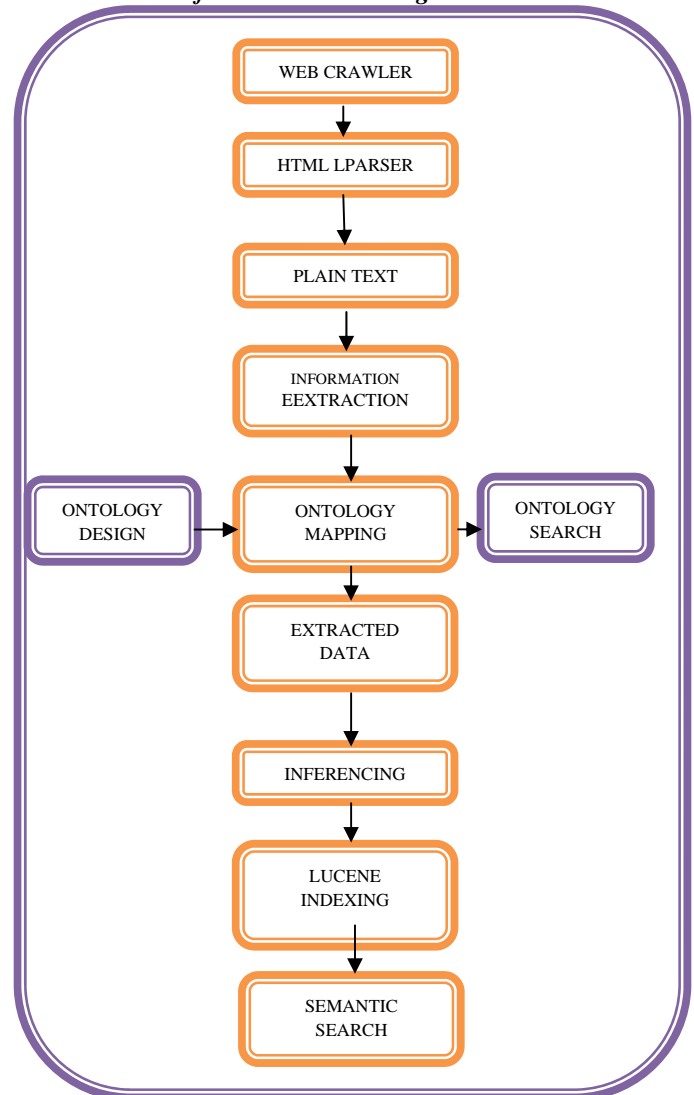 WEB CRAWLER
HTML LPARSER
PLAIN TEXT
INFORMATION
EEXTRACTION
ONTOLOGY
DESIGN
ONTOLOGY
MAPPING
ONTOLOGY
SEARCH
EXTRACTED
DATA
INFERENCING
LUCENE
INDEXING
SEMANTIC
SEARCH